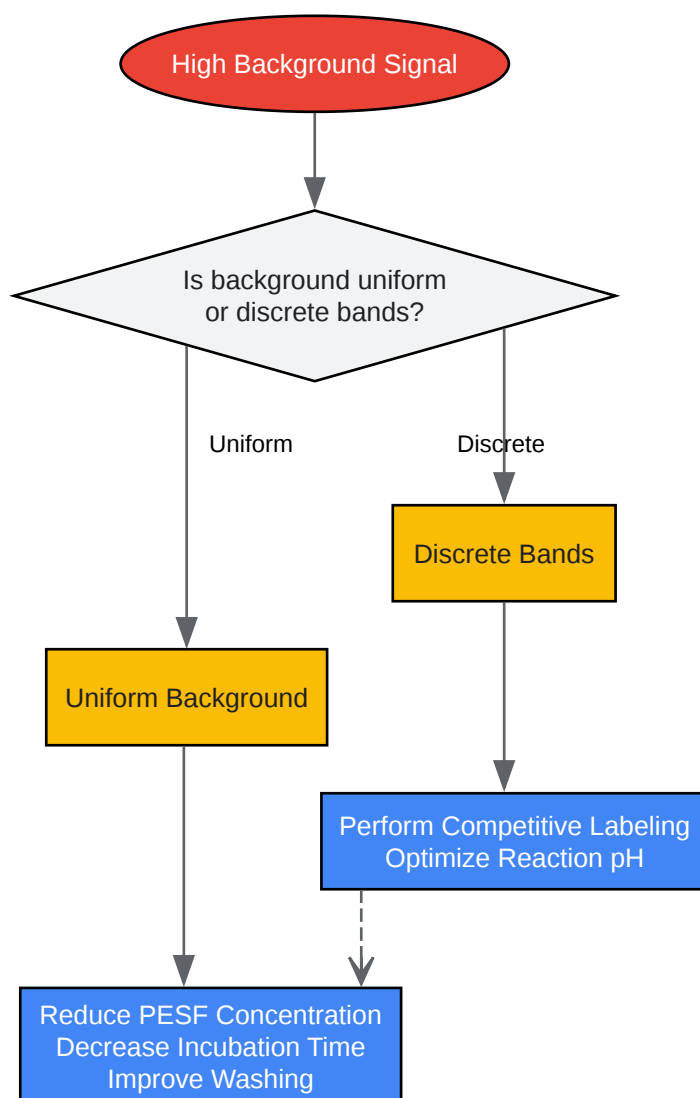 High Background Signal
Is background uniform
or discrete bands?
Uniform
Discrete
Discrete Bands
Uniform Background
Perform Competitive Labeling
Optimize Reaction pH
Reduce PESF Concentration
Decrease Incubation Time
Improve Washing